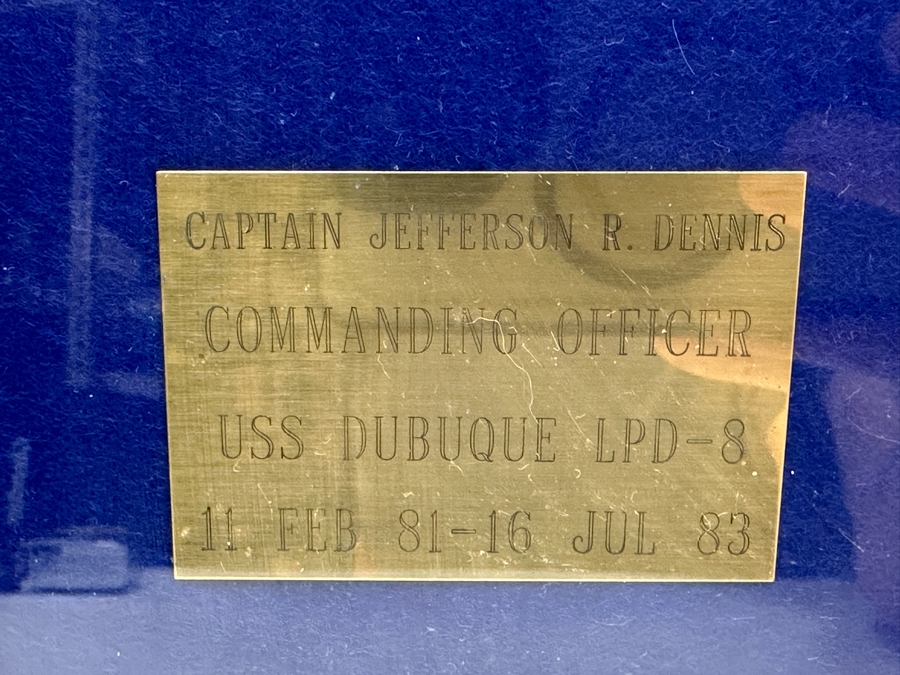 CAPTAIN JEFFERSON R. DENNIS
COMMANDING OFFICER
USS DUBUQUE LPD-8
11 FEB 81-16 JUL 83